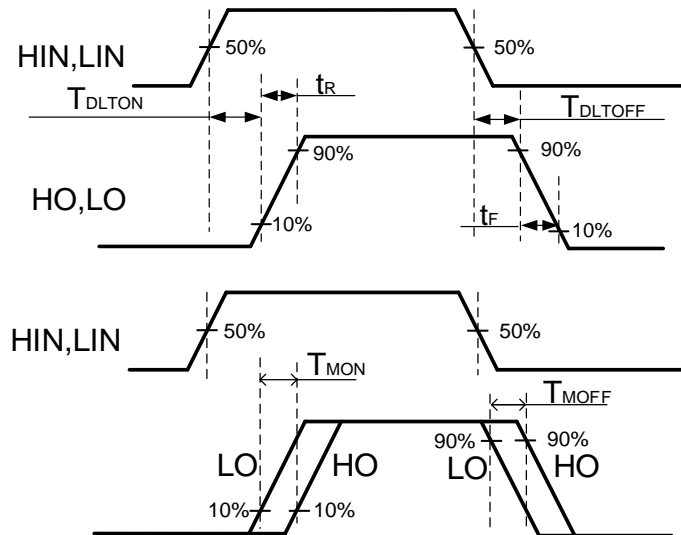 HIN,LIN
50%
50%
TDLTON
tR
TDLTOFF
90%
90%
HO,LO
10%
tF
10%
HIN,LIN
50%
50%
TMON
TMOFF
LO
HO
90%
LO
90%
HO
10%
10%